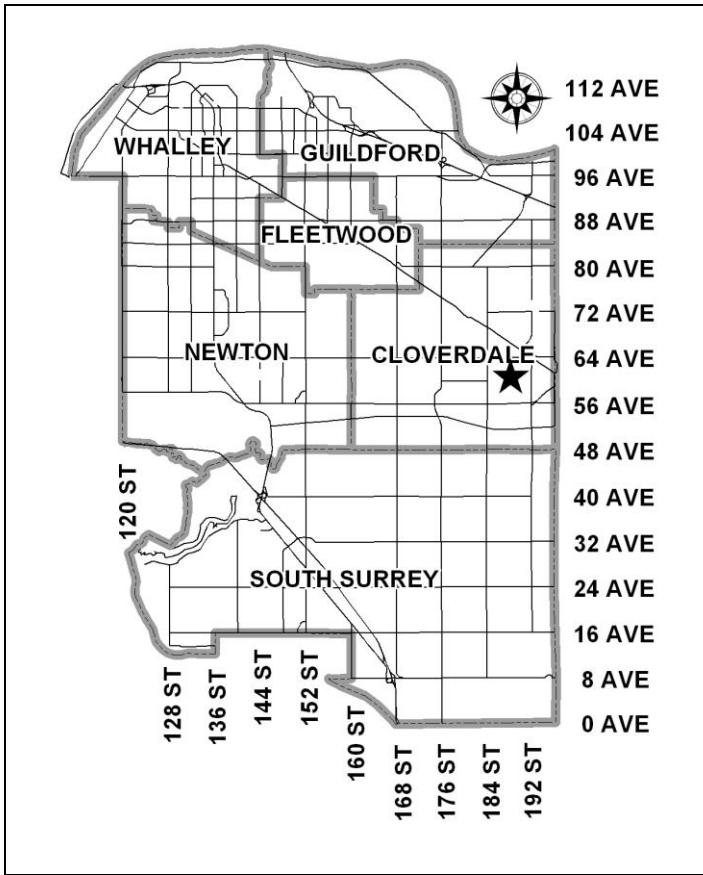 112 AVE
104 AVE
WHALLEY
GUILDFORD
96 AVE
88 AVE
FLEETWOOD
80 AVE
72 AVE
NEWTON
CLOVERDALE
64 AVE
56 AVE
48 AVE
120 ST
40 AVE
32 AVE
SOUTH SURREY
24 AVE
16 AVE
128 ST
136 ST
144 ST
152 ST
8 AVE
160 ST
0 AVE
168 ST
176 ST
184 ST
192 ST